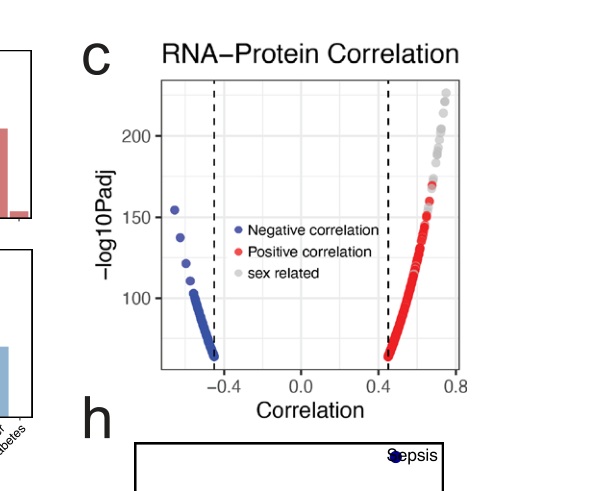 c
RNA−Protein Correlation
200
150
100
−log10Padj
Negative correlation
Positive correlation
sex related
−0.4
0.0
0.4
0.8
Correlation
h
Sepsis